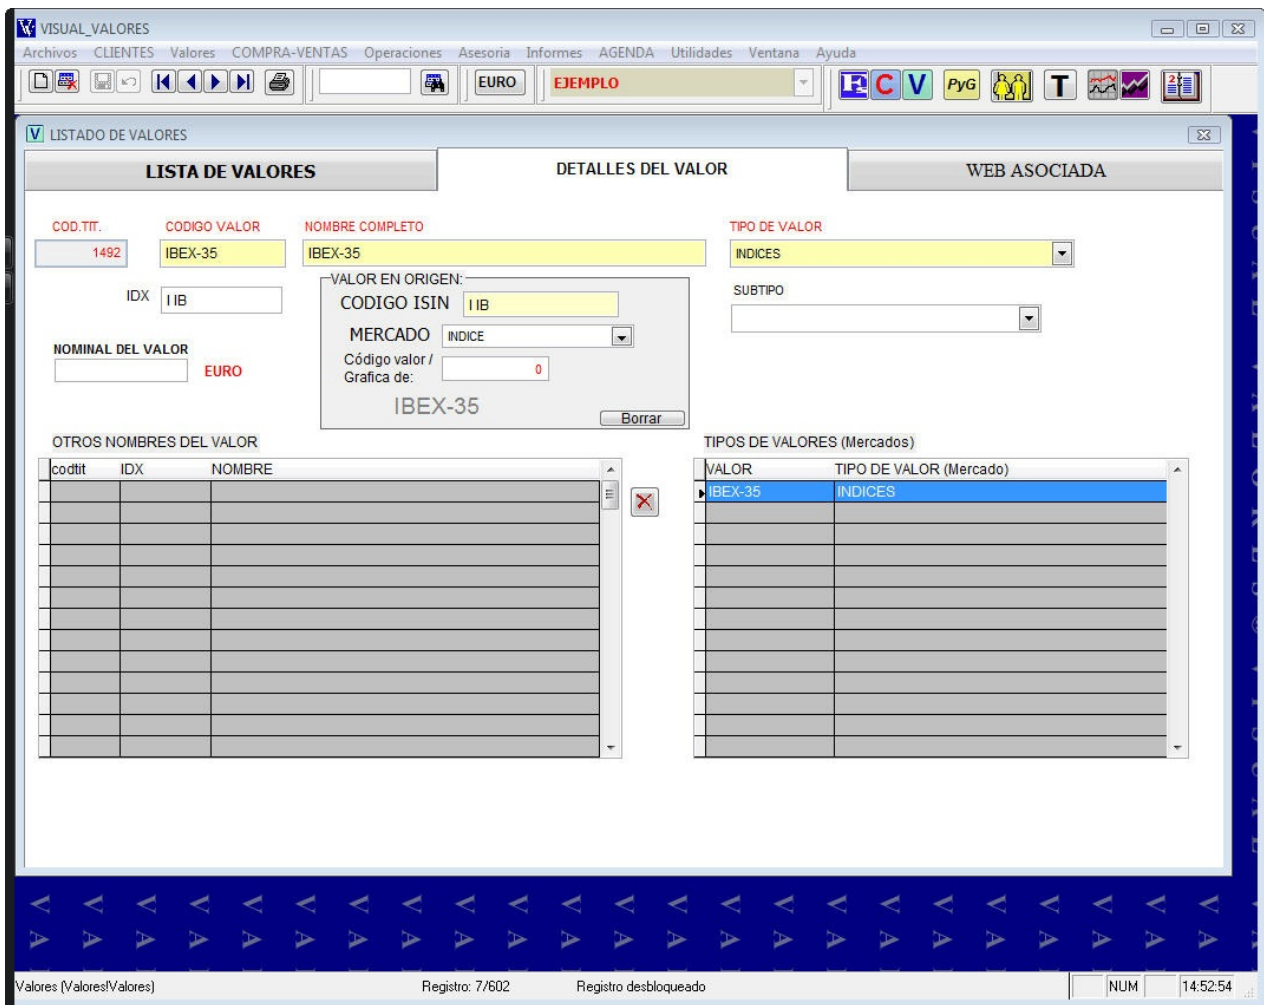 VISUAL_VALORES
Archivos CLIENTES Valores COMPRA-VENTAS Operaciones Asesoria Informes AGENDA Utilidades Ventana Ayuda
EURO EJEMPLO C V PyG T
V LISTADO DE VALORES
LISTA DE VALORES DETALLES DEL VALOR WEB ASOCIADA
COD.TIT. CODIGO VALOR NOMBRE COMPLETO TIPO DE VALOR
1492 IBEX-35 IBEX-35 INDICES
VALOR EN ORIGEN:
IDX I IB CODIGO ISIN I IB SUBTIPO
MERCADO INDICE
NOMINAL DEL VALOR
EURO
Código valor /
Grafica de: 0
IBEX-35
Borrar
OTROS NOMBRES DEL VALOR TIPOS DE VALORES (Mercados)
codtit IDX NOMBRE VALOR TIPO DE VALOR (Mercado)
IBEX-35 INDICES
Valores (Valores!Valores) Registro: 7/602 Registro desbloqueado NUM 14:52:54